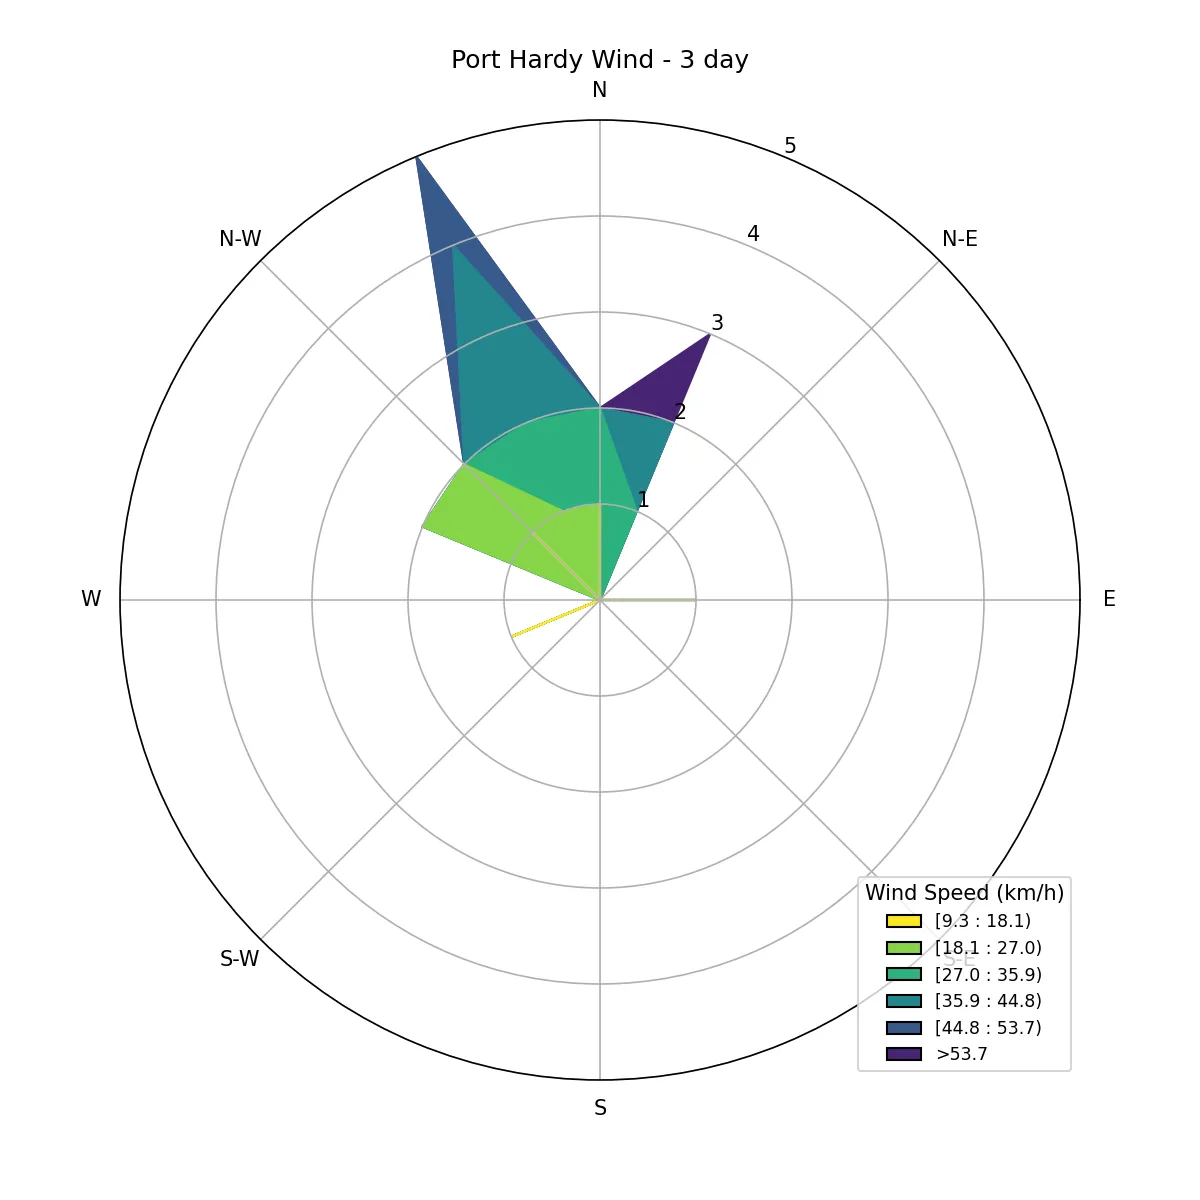 Port Hardy Wind - 3 day
N
5
4
N-W
N-E
3
2
1
W
E
Wind Speed (km/h)
[9.3 : 18.1)
[18.1 : 27.0)
S-W
S-E
[27.0 : 35.9)
[35.9 : 44.8)
[44.8 : 53.7)
>53.7
S